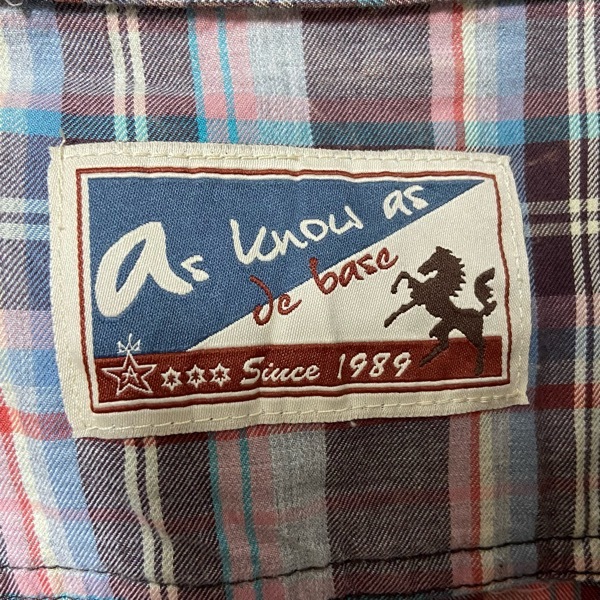 as know as
de base
A Since 1989